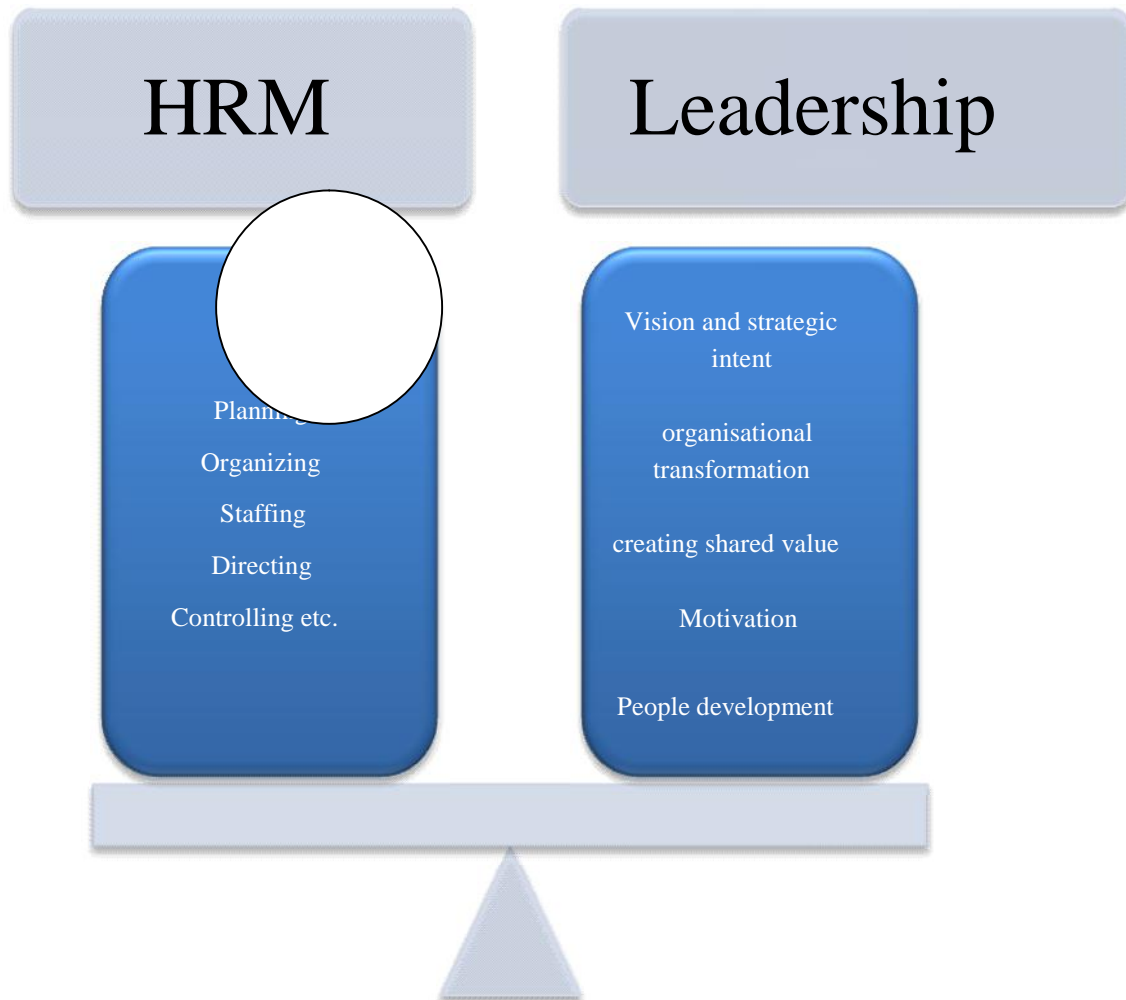 HRM
Leadership
Planning
Organizing
Staffing
Directing
Controlling etc.
Vision and strategic
intent
organisational
transformation
creating shared value
Motivation
People development